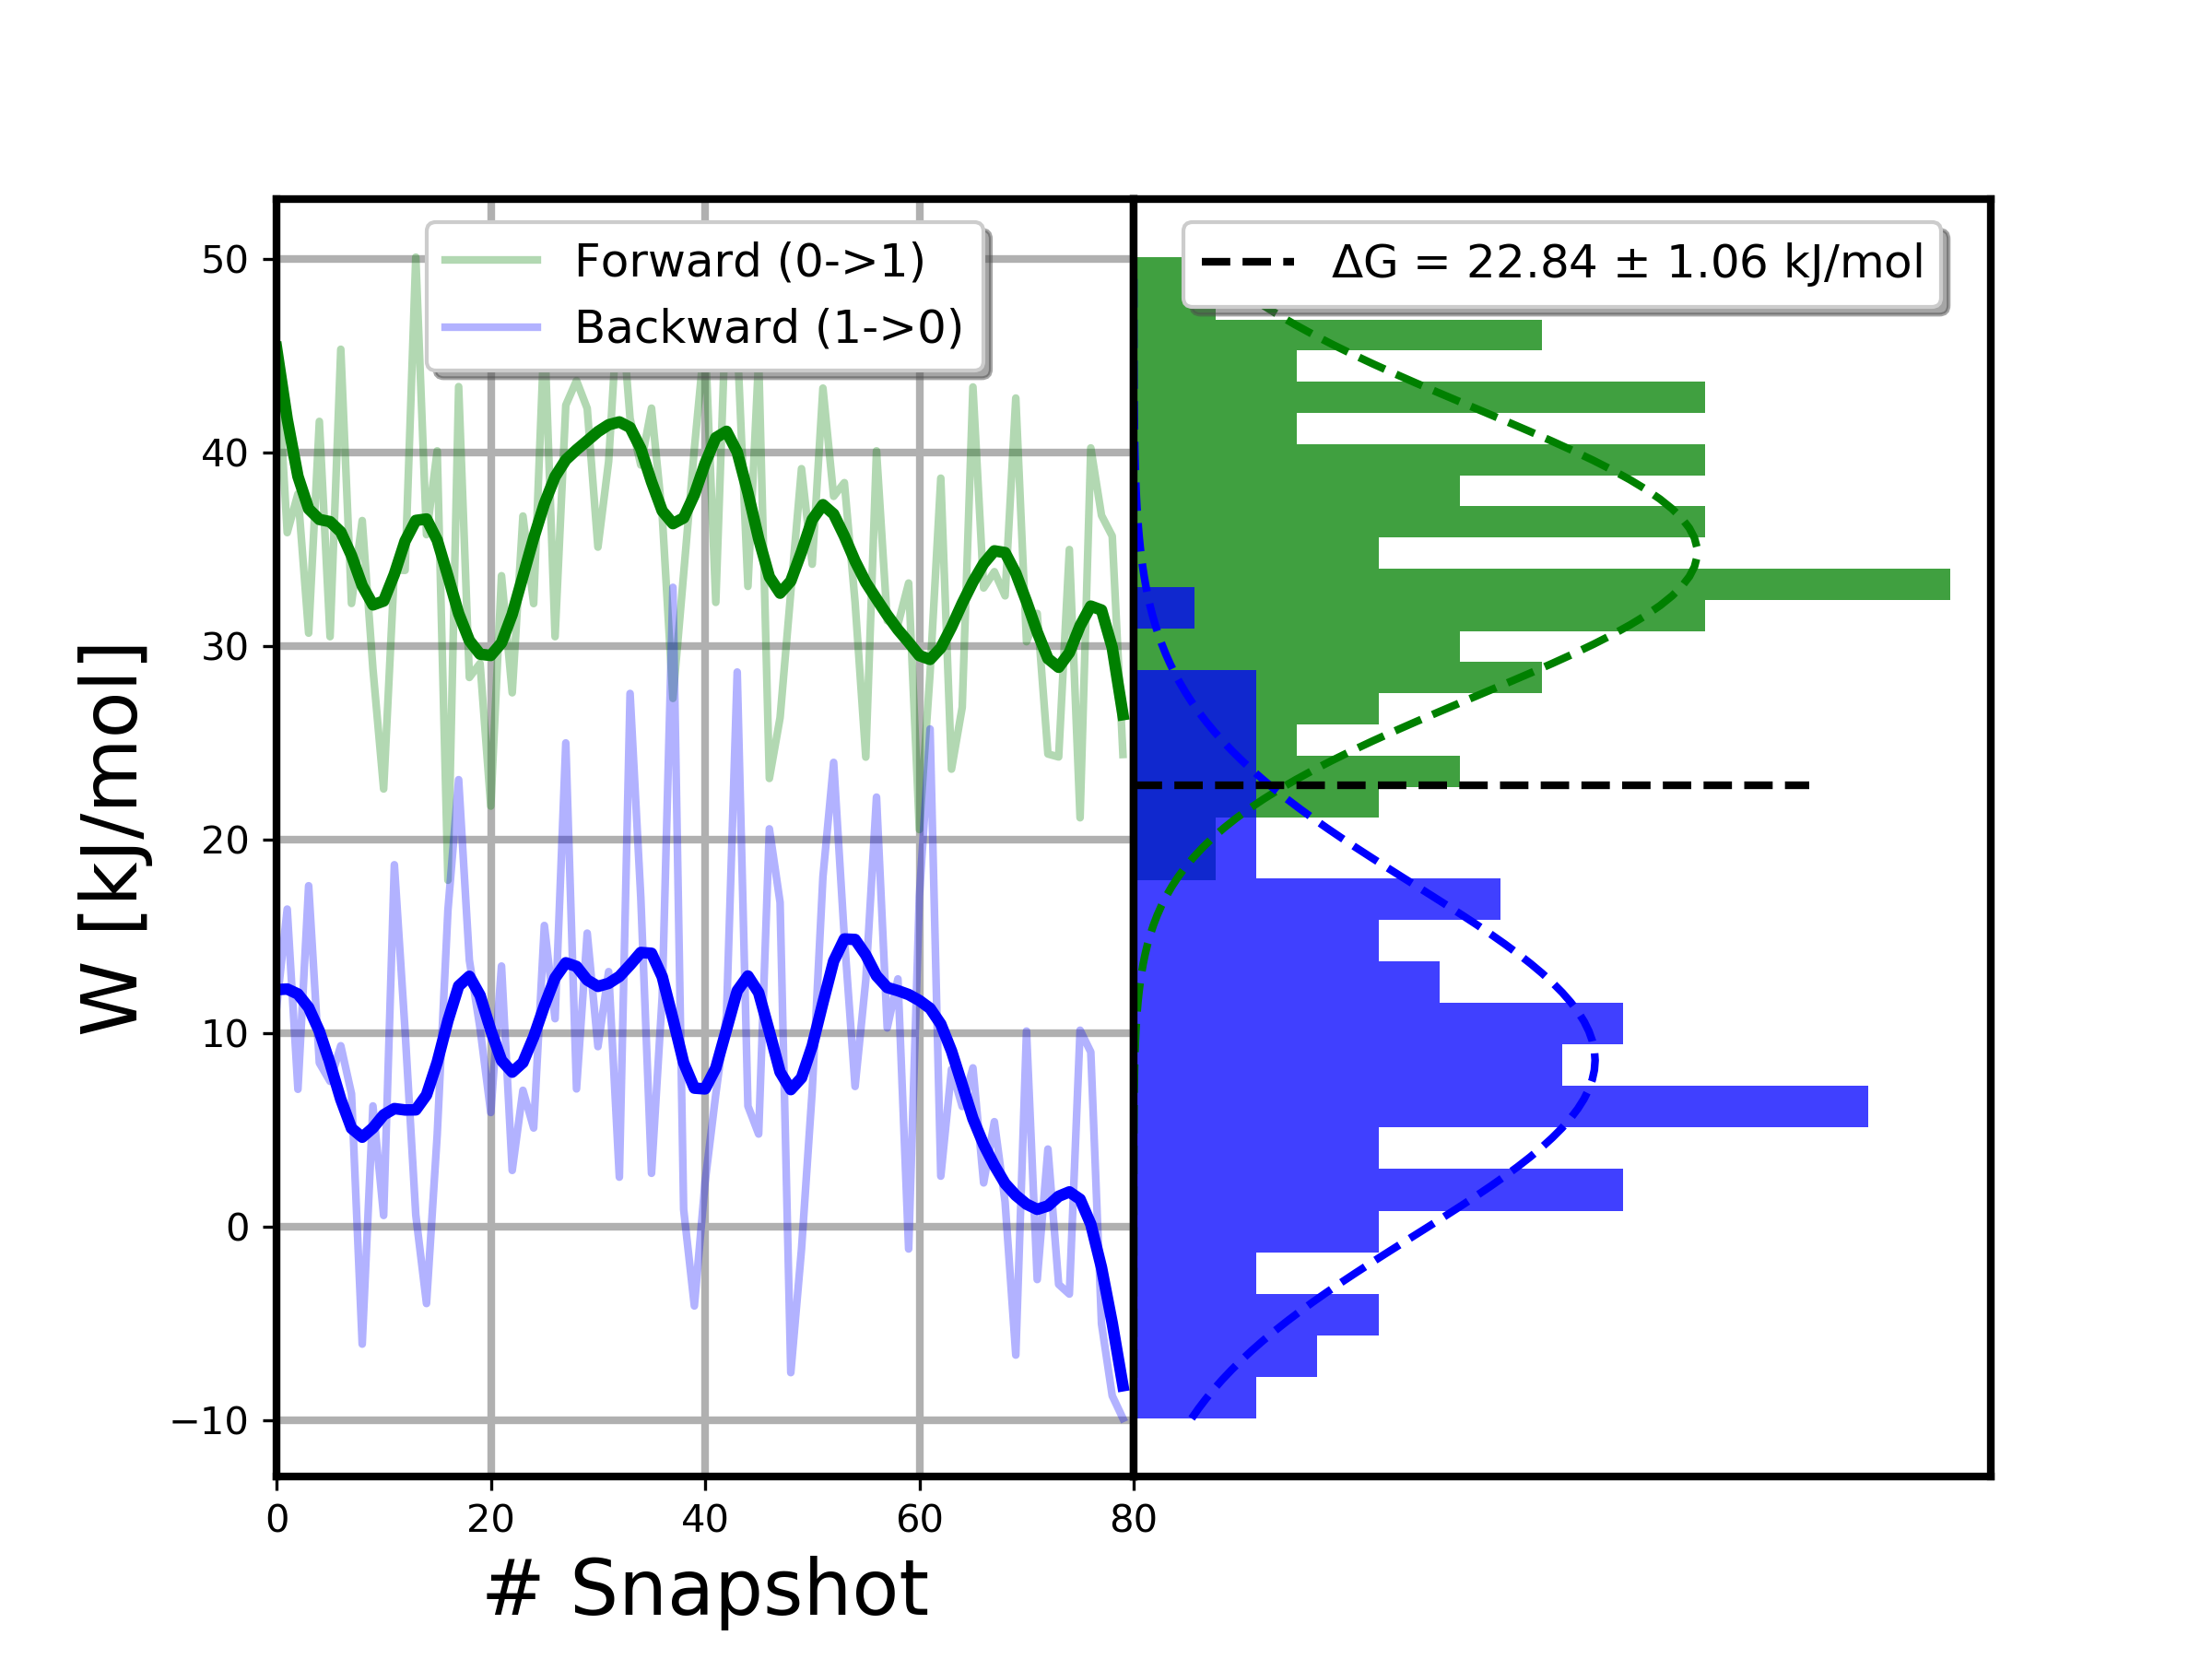 Forward (0->1)
Backward (1->0)
ΔG = 22.84 ± 1.06 kJ/mol
W [kJ/mol]
50
40
30
20
10
0
−10
0 20 40 60 80
# Snapshot